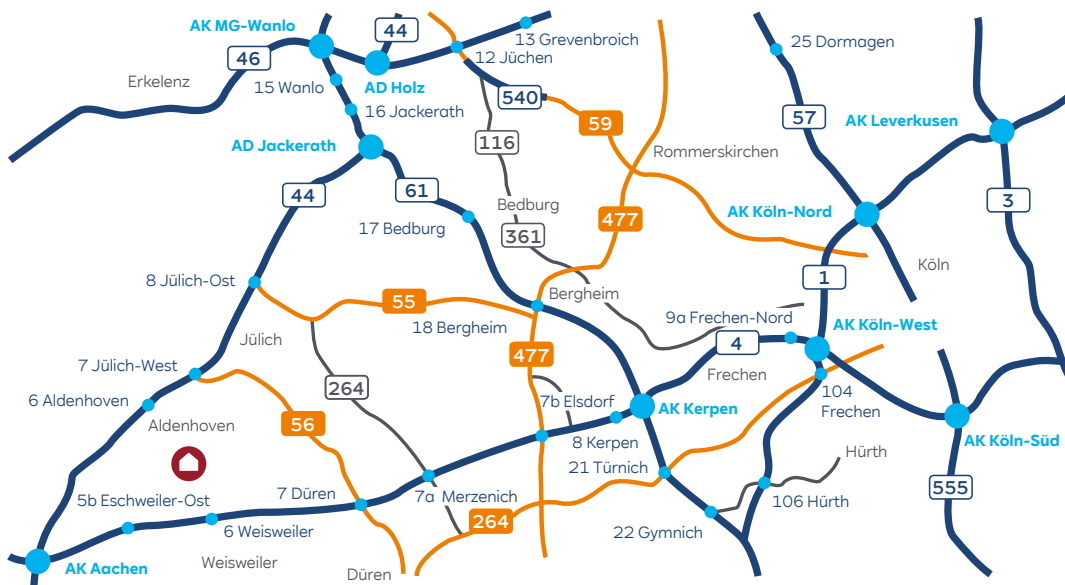 AK MG-Wanlo
44
13 Grevenbroich
12 Jüchen
25 Dormagen
46
Erkelenz
15 Wanlo
AD Holz
540
16 Jackerath
59
57
AK Leverkusen
AD Jackerath
116
Rommerskirchen
44
61
Bedburg
3
17 Bedburg
361
477
AK Köln-Nord
Köln
8 Jülich-Ost
1
Bergheim
55
18 Bergheim
9a Frechen-Nord
AK Köln-West
Jülich
477
4
7 Jülich-West
Frechen
264
7b Elsdorf
104
Frechen
6 Aldenhoven
AK Kerpen
Aldenhoven
56
8 Kerpen
AK Köln-Süd
21 Türnich
Hürth
5b Eschweiler-Ost
7 Düren
7a Merzenich
555
106 Hürth
6 Weisweiler
264
22 Gymnich
AK Aachen
Weisweiler
Düren